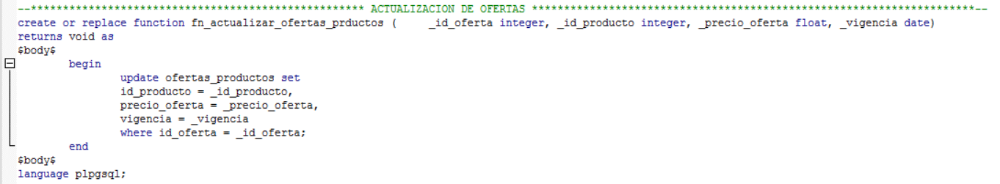 --**************************************************** ACTUALIZACION DE OFERTAS **********************************************************************--
create or replace function fn_actualizar_ofertas_prductos (    _id_oferta integer, _id_producto integer, _precio_oferta float, _vigencia date)
returns void as
$body$
begin
update ofertas_productos set
id_producto = _id_producto,
precio_oferta = _precio_oferta,
vigencia = _vigencia
where id_oferta = _id_oferta;
end
$body$
language plpgsql;